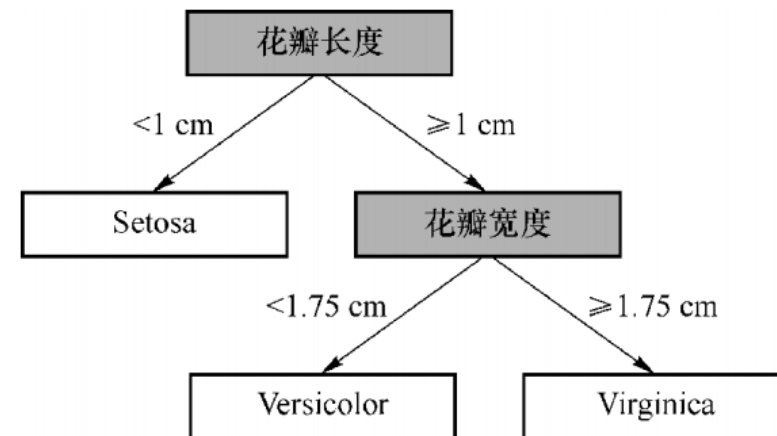 花瓣长度
<1 cm
⩾1 cm
Setosa
花瓣宽度
<1.75 cm
⩾1.75 cm
Versicolor
Virginica